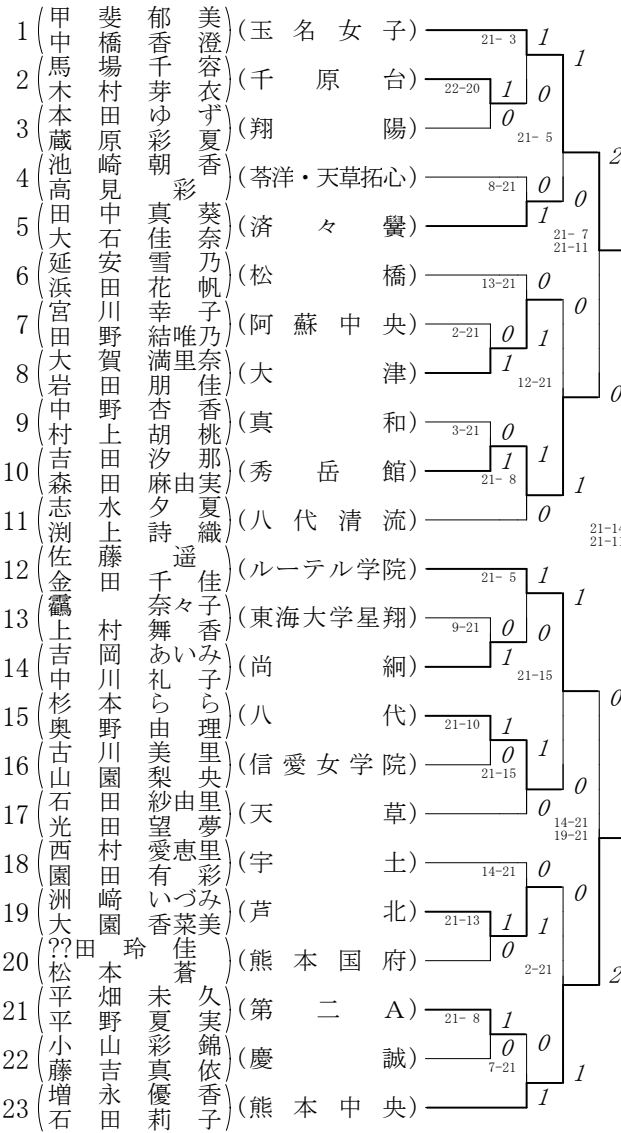 1 甲斐郁美 中橋香澄 (玉名女子)
2 馬場千容 木村芽衣 (千原台)
3 本田ゆず 蔵原彩夏 (翔陽)
4 池崎朝香 高見彩 (苓洋・天草拓心)
5 田中真葵 大石佳奈 (済々黌)
6 延安雪乃 浜田花帆 (松橋)
7 宮川幸子 田野結唯乃 (阿蘇中央)
8 大賀満里奈 岩田朋佳 (大津)
9 中野杏香 村上胡桃 (真和)
10 吉田汐那 森田麻由実 (秀岳館)
11 志水夕夏 渕上詩織 (八代清流)
12 佐藤遥 金田千佳 (ルーテル学院)
13 靏奈々子 上村舞香 (東海大学星翔)
14 吉岡あいみ 中川礼子 (尚絅)
15 杉本らら 奥野由理 (八代)
16 古川美里 山園梨央 (信愛女学院)
17 石田紗由里 光田望夢 (天草)
18 西村愛恵里 園田有彩 (宇土)
19 洲﨑いづみ 大園香菜美 (芦北)
20 ??田玲佳 松本蒼 (熊本国府)
21 平畑未久 平野夏実 (第二A)
22 小山彩錦 藤吉真依 (慶誠)
23 増永優香 石田莉子 (熊本中央)
21- 3 1 0
22-20 1 0
21- 5 1 0
8-21 0 1
21- 7
21-11 2 0
13-21 0 1
2-21 0 1
12-21 0 1
3-21 0 1
21- 8 1 0
21-14
21-11
21- 5 1 0
9-21 0 1
21-15 1 0
21-10 1 0
21-15 1 0
14-21
19-21 0 2
14-21 0 1
21-13 1 0
2-21 0 1
21- 8 1 0
7-21 0 1